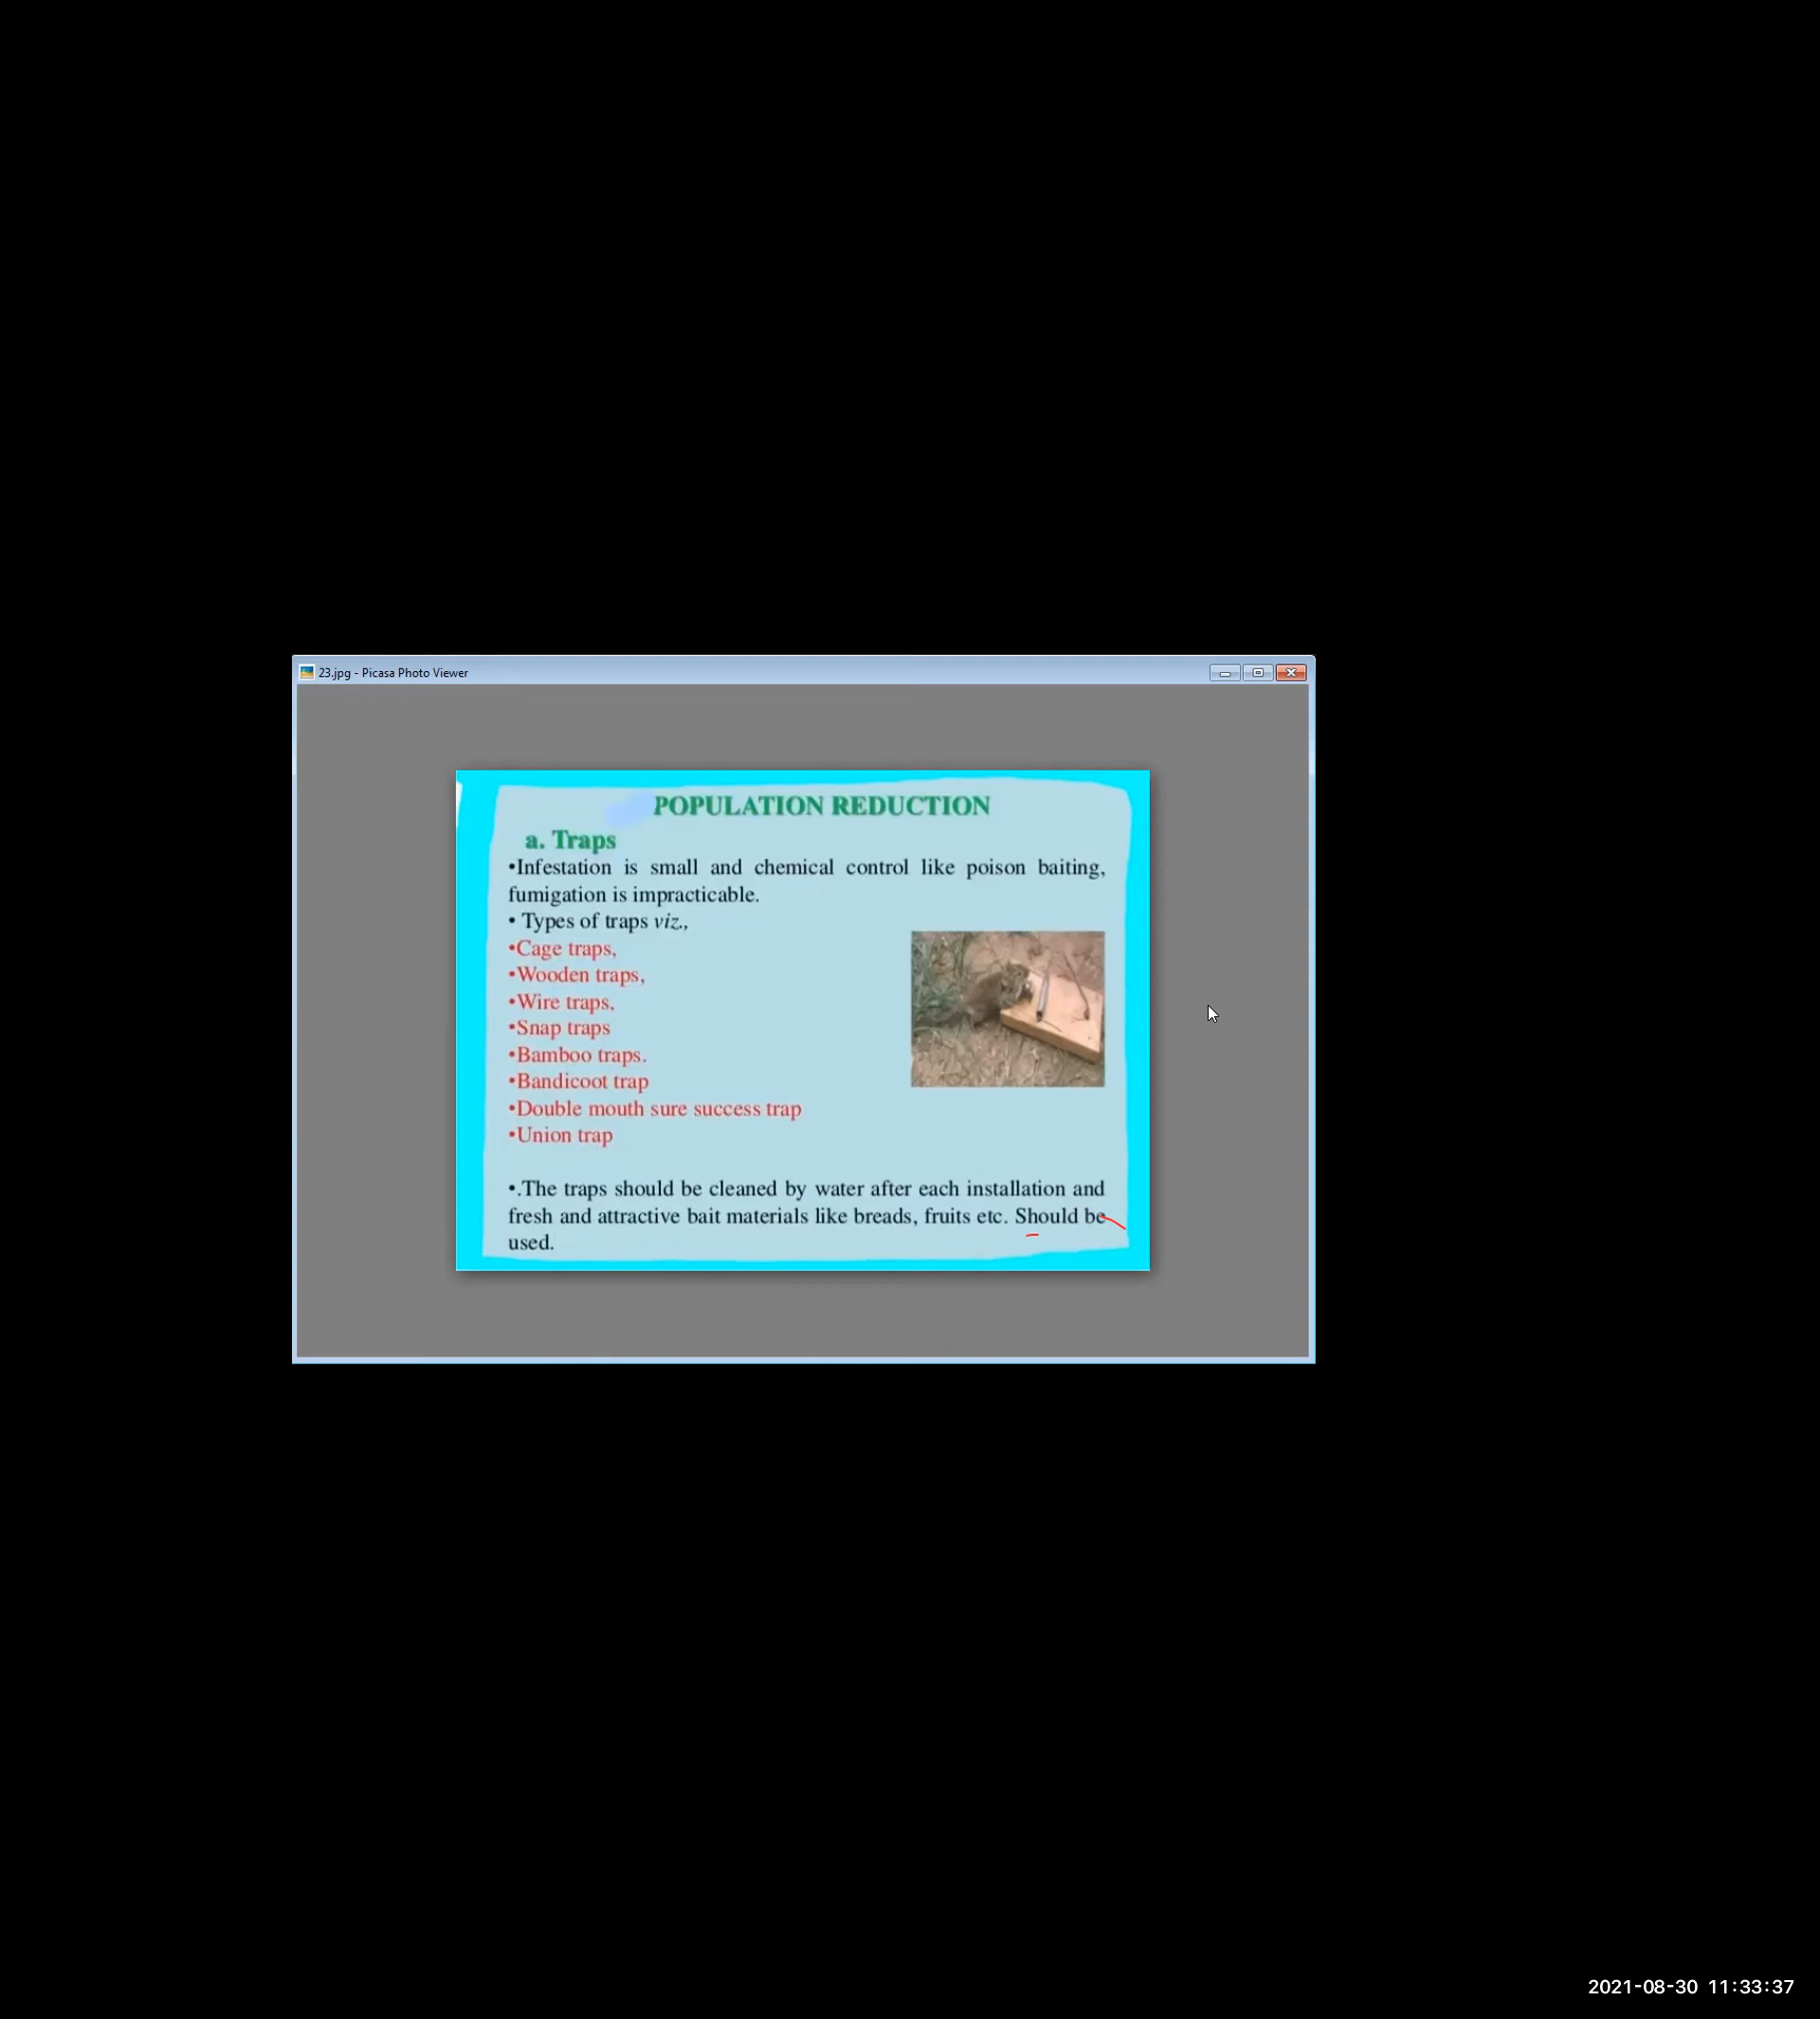 23.jpg - Picasa Photo Viewer
POPULATION REDUCTION
a. Traps
•Infestation is small and chemical control like poison baiting,
fumigation is impracticable.
• Types of traps viz.,
•Cage traps,
•Wooden traps,
•Wire traps,
•Snap traps
•Bamboo traps.
•Bandicoot trap
•Double mouth sure success trap
•Union trap
•.The traps should be cleaned by water after each installation and
fresh and attractive bait materials like breads, fruits etc. Should be
used.
2021-08-30 11:33:37